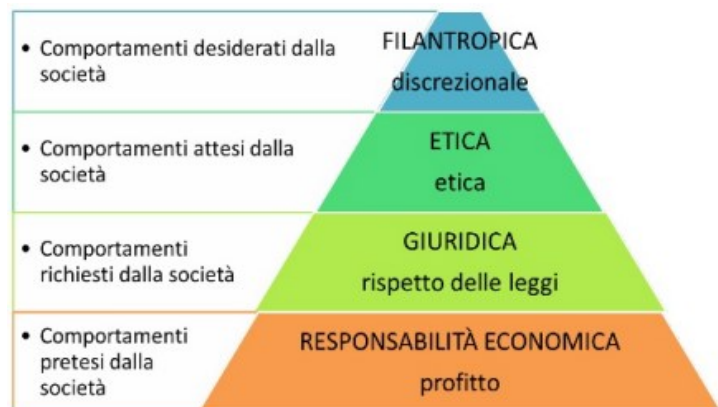 • Comportamenti desiderati dalla
società
FILANTROPICA
discrezionale
• Comportamenti attesi dalla
società
ETICA
etica
• Comportamenti
richiesti dalla società
GIURIDICA
rispetto delle leggi
• Comportamenti
pretesi dalla
società
RESPONSABILITÀ ECONOMICA
profitto